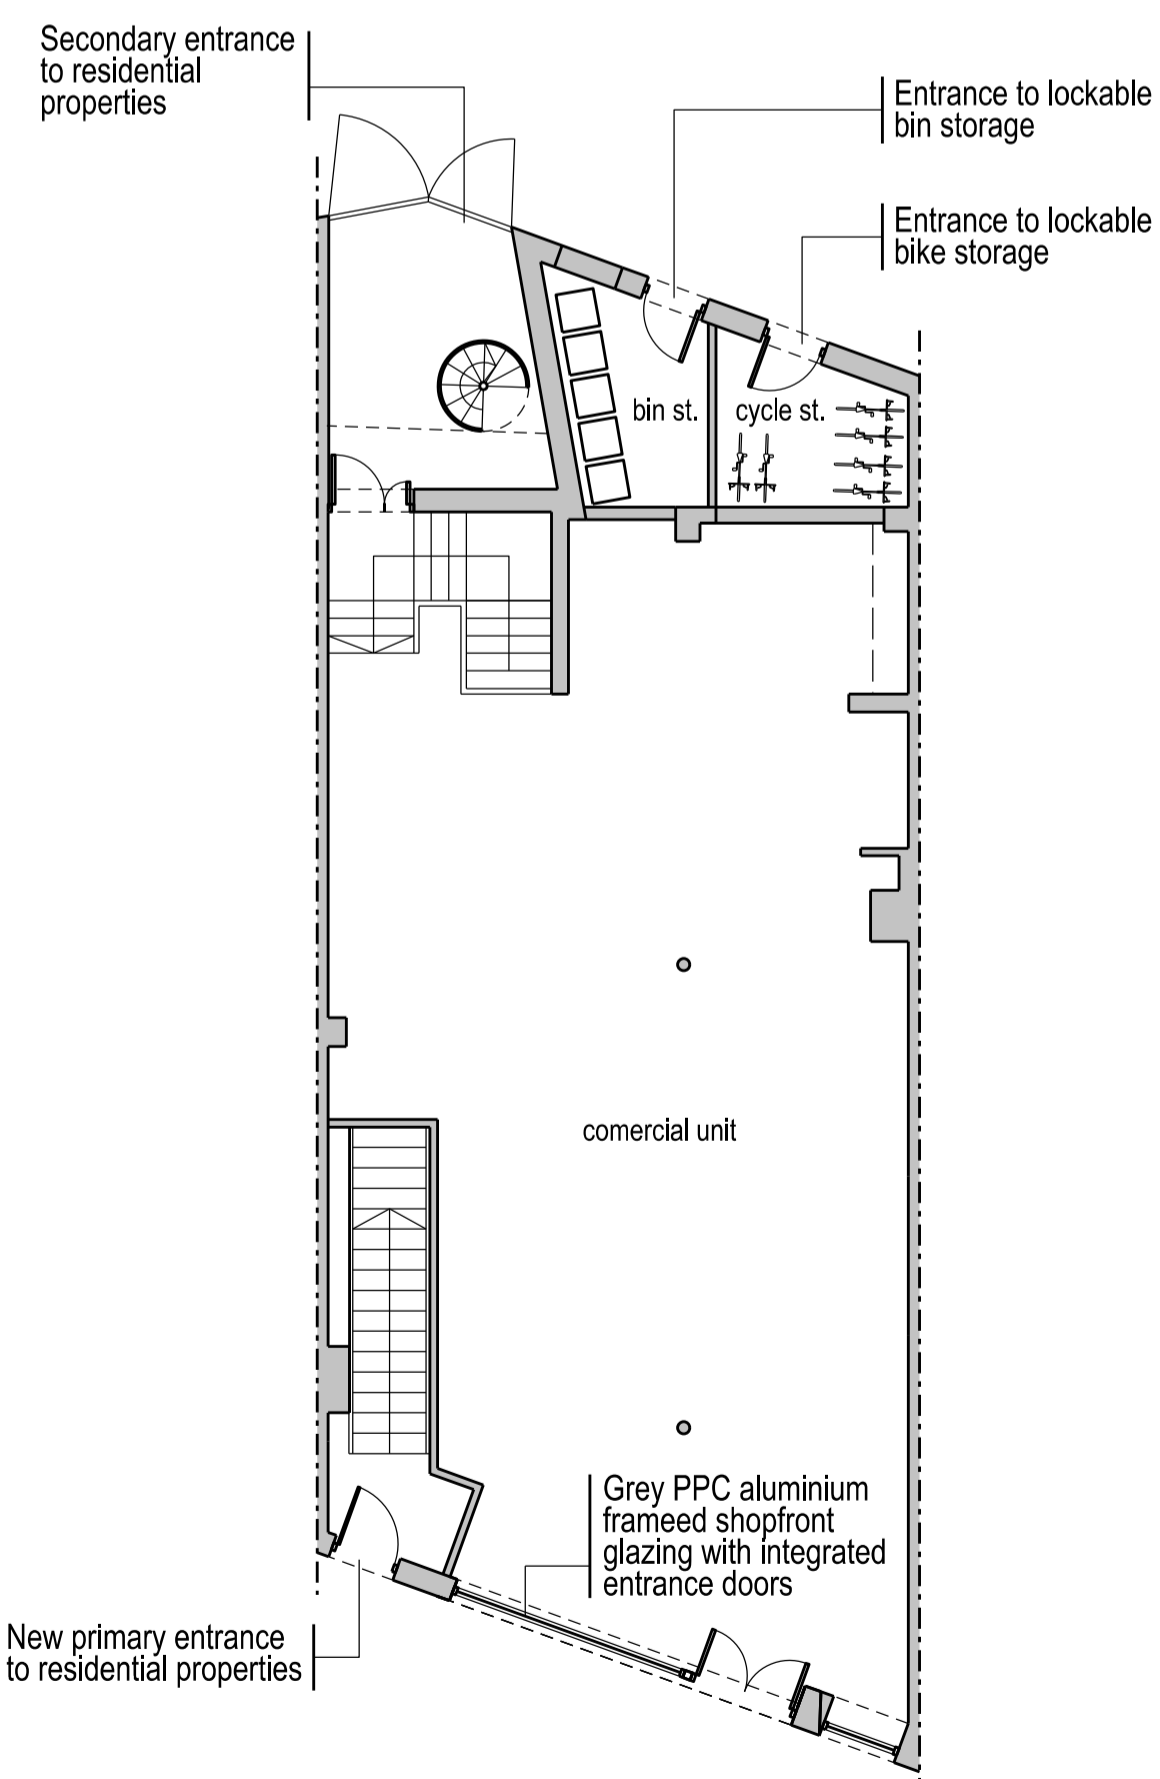 Secondary entrance
to residential
properties
Entrance to lockable
bin storage
Entrance to lockable
bike storage
bin st.
cycle st.
comercial unit
Grey PPC aluminium
frameed shopfront
glazing with integrated
entrance doors
New primary entrance
to residential properties